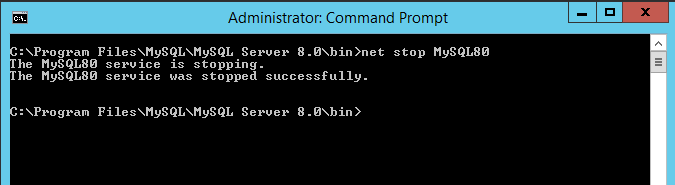 Administrator: Command Prompt
C:\Program Files\MySQL\MySQL Server 8.0\bin>net stop MySQL80
The MySQL80 service is stopping.
The MySQL80 service was stopped successfully.
C:\Program Files\MySQL\MySQL Server 8.0\bin>